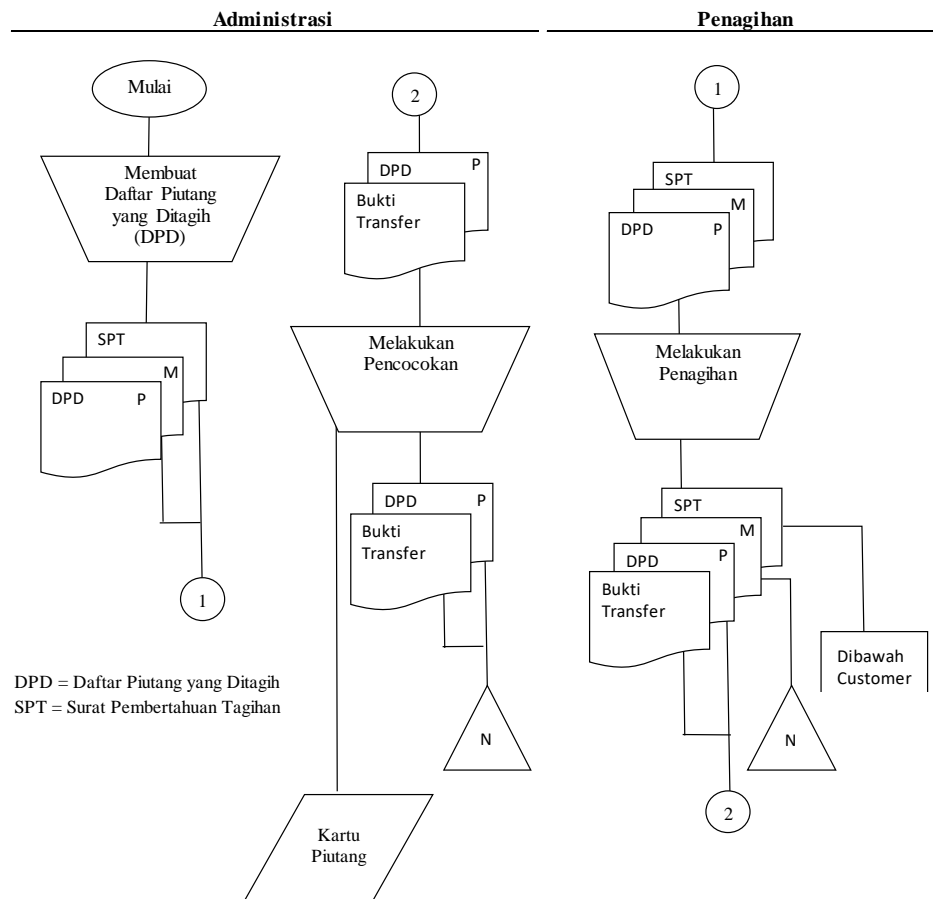 Administrasi
Penagihan
Mulai
Membuat
Daftar Piutang
yang Ditagih
(DPD)
SPT
M
DPD P
1
DPD = Daftar Piutang yang Ditagih
SPT = Surat Pembertahuan Tagihan
2
DPD P
Bukti
Transfer
Melakukan
Pencocokan
DPD P
Bukti
Transfer
N
Kartu
Piutang
1
SPT
M
DPD P
Melakukan
Penagihan
SPT
M
DPD P
Bukti
Transfer
Dibawah
Customer
N
2